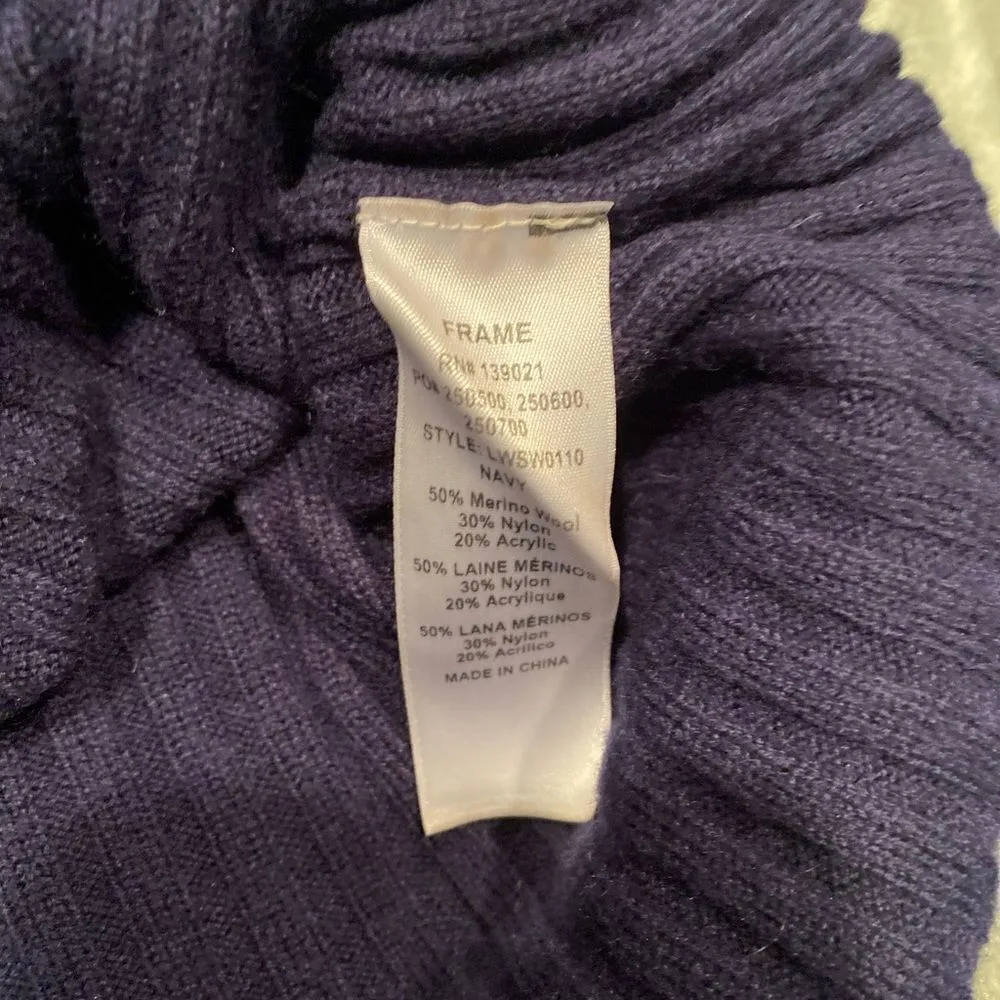 FRAME
RN# 139021
PO# 250500, 250600,
250700
STYLE: LWSW0110
NAVY
50% Merino Wool
30% Nylon
20% Acrylic
50% LAINE MÉRINOS
30% Nylon
20% Acrylique
50% LANA MÉRINOS
30% Nylon
20% Acrilico
MADE IN CHINA